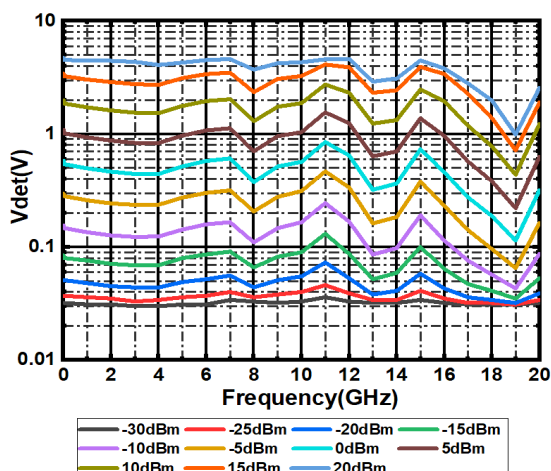 10
1
0.1
0.01
Vdet(V)
0 2 4 6 8 10 12 14 16 18 20
Frequency(GHz)
-30dBm -25dBm -20dBm -15dBm
-10dBm -5dBm 0dBm 5dBm
10dBm 15dBm 20dBm